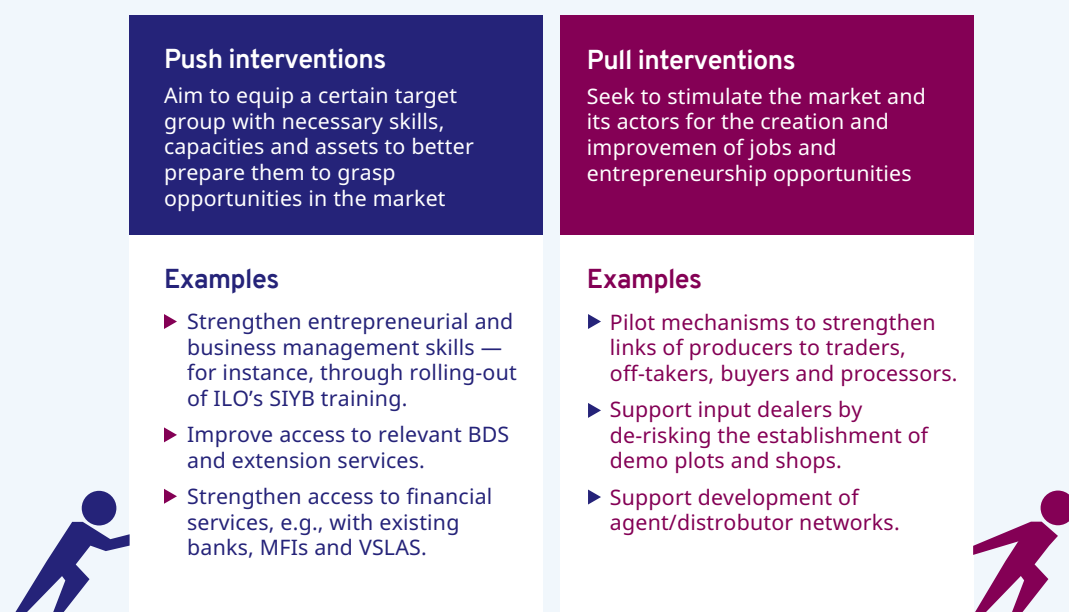 Push interventions
Aim to equip a certain target
group with necessary skills,
capacities and assets to better
prepare them to grasp
opportunities in the market
Examples
Strengthen entrepreneurial and
business management skills —
for instance, through rolling-out
of ILO’s SIYB training.
Improve access to relevant BDS
and extension services.
Strengthen access to financial
services, e.g., with existing
banks, MFIs and VSLAS.
Pull interventions
Seek to stimulate the market and
its actors for the creation and
improvemen of jobs and
entrepreneurship opportunities
Examples
Pilot mechanisms to strengthen
links of producers to traders,
off-takers, buyers and processors.
Support input dealers by
de-risking the establishment of
demo plots and shops.
Support development of
agent/distrobutor networks.